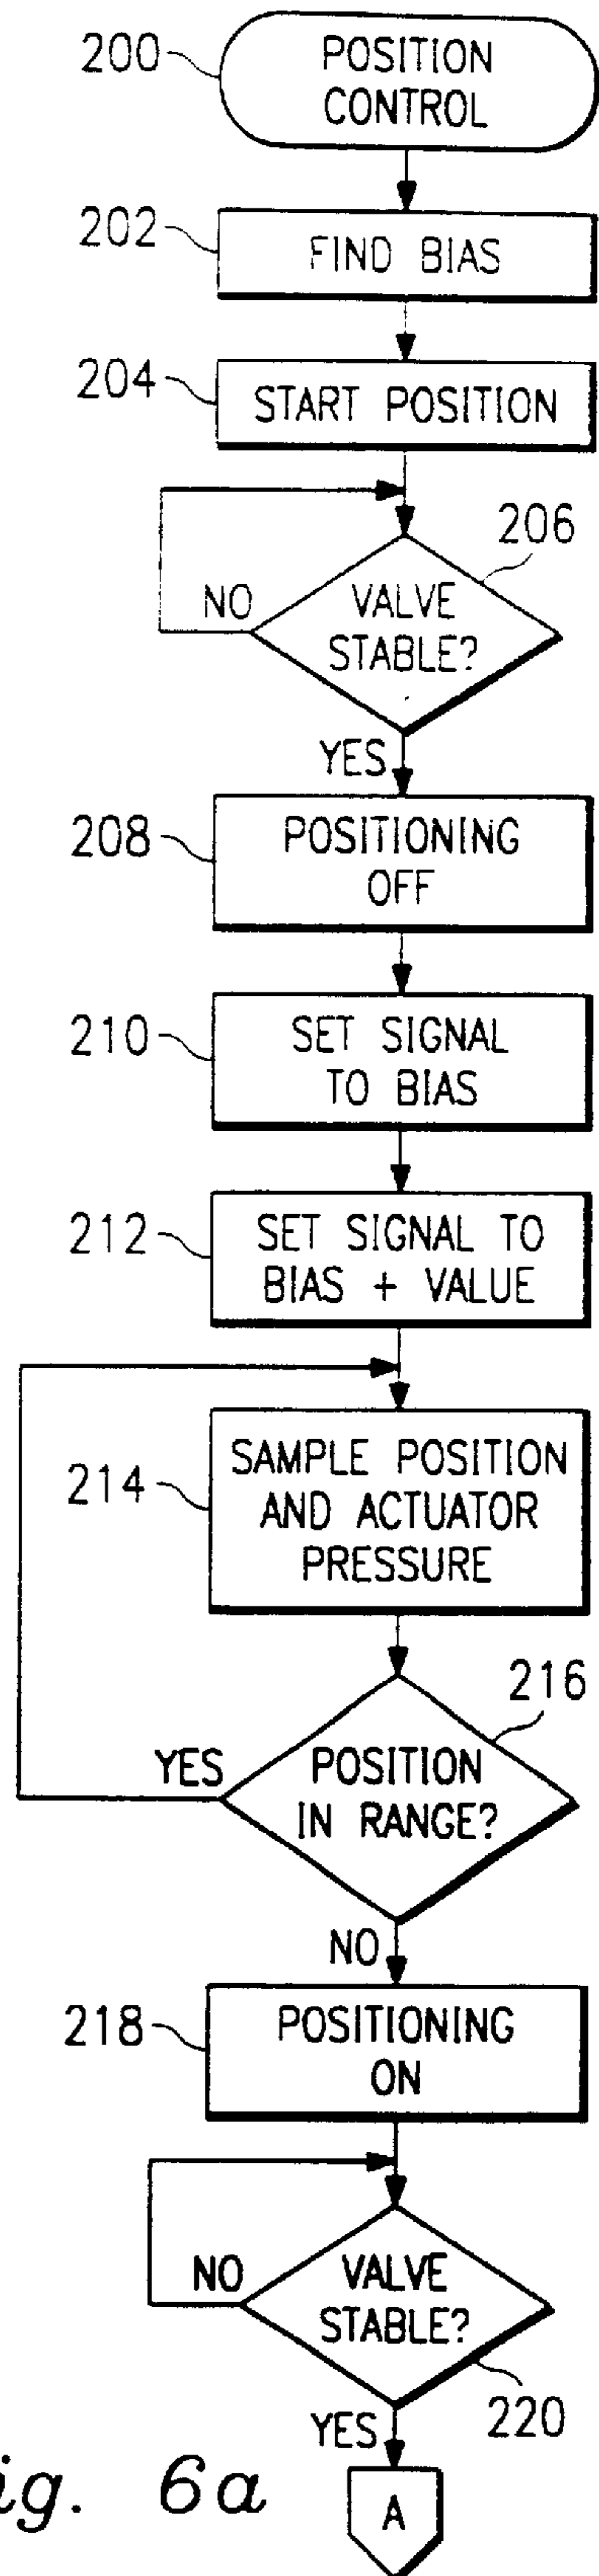 200
POSITION
CONTROL
202
FIND BIAS
204
START POSITION
206
NO
VALVE
STABLE?
YES
208
POSITIONING
OFF
210
SET SIGNAL
TO BIAS
212
SET SIGNAL TO
BIAS + VALUE
214
SAMPLE POSITION
AND ACTUATOR
PRESSURE
216
YES
POSITION
IN RANGE?
NO
218
POSITIONING
ON
NO
VALVE
STABLE?
220
YES
ig. 6a
A